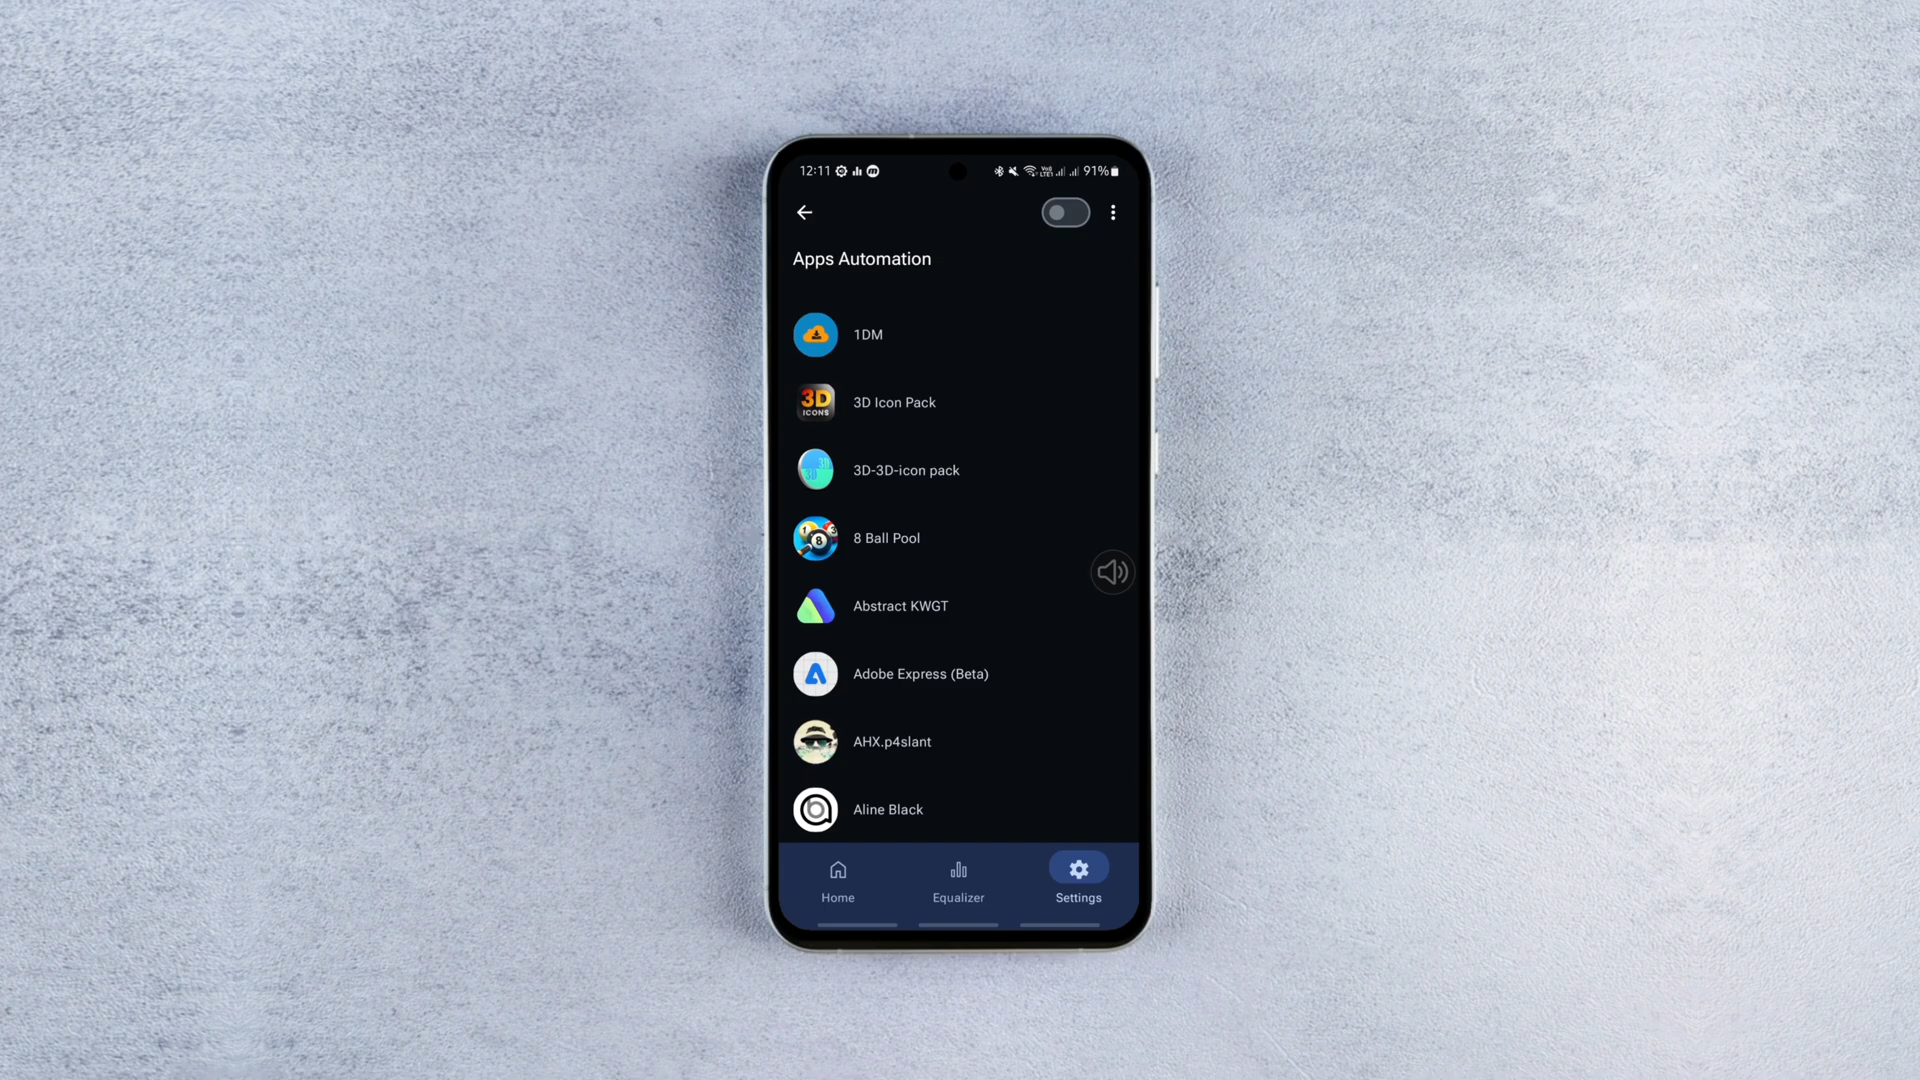 12:11 91%
Apps Automation
1DM
3D ICONS
3D Icon Pack
3D-3D-icon pack
8 Ball Pool
Abstract KWGT
Adobe Express (Beta)
AHX.p4slant
Aline Black
Home Equalizer Settings